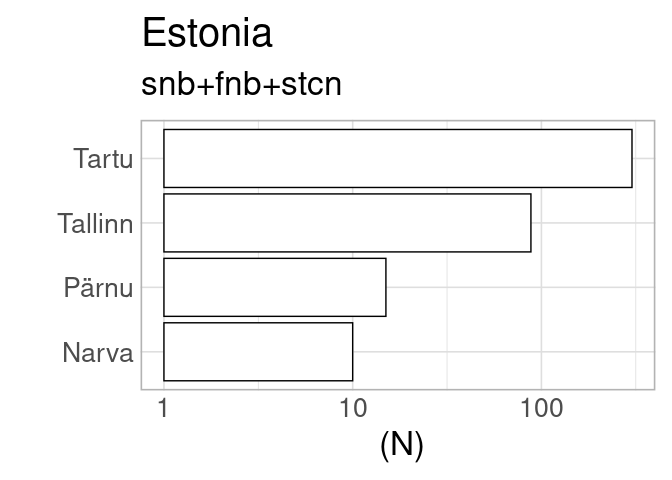 Estonia
snb+fnb+stcn
Tartu
Tallinn
Pärnu
Narva
1 10 100
(N)